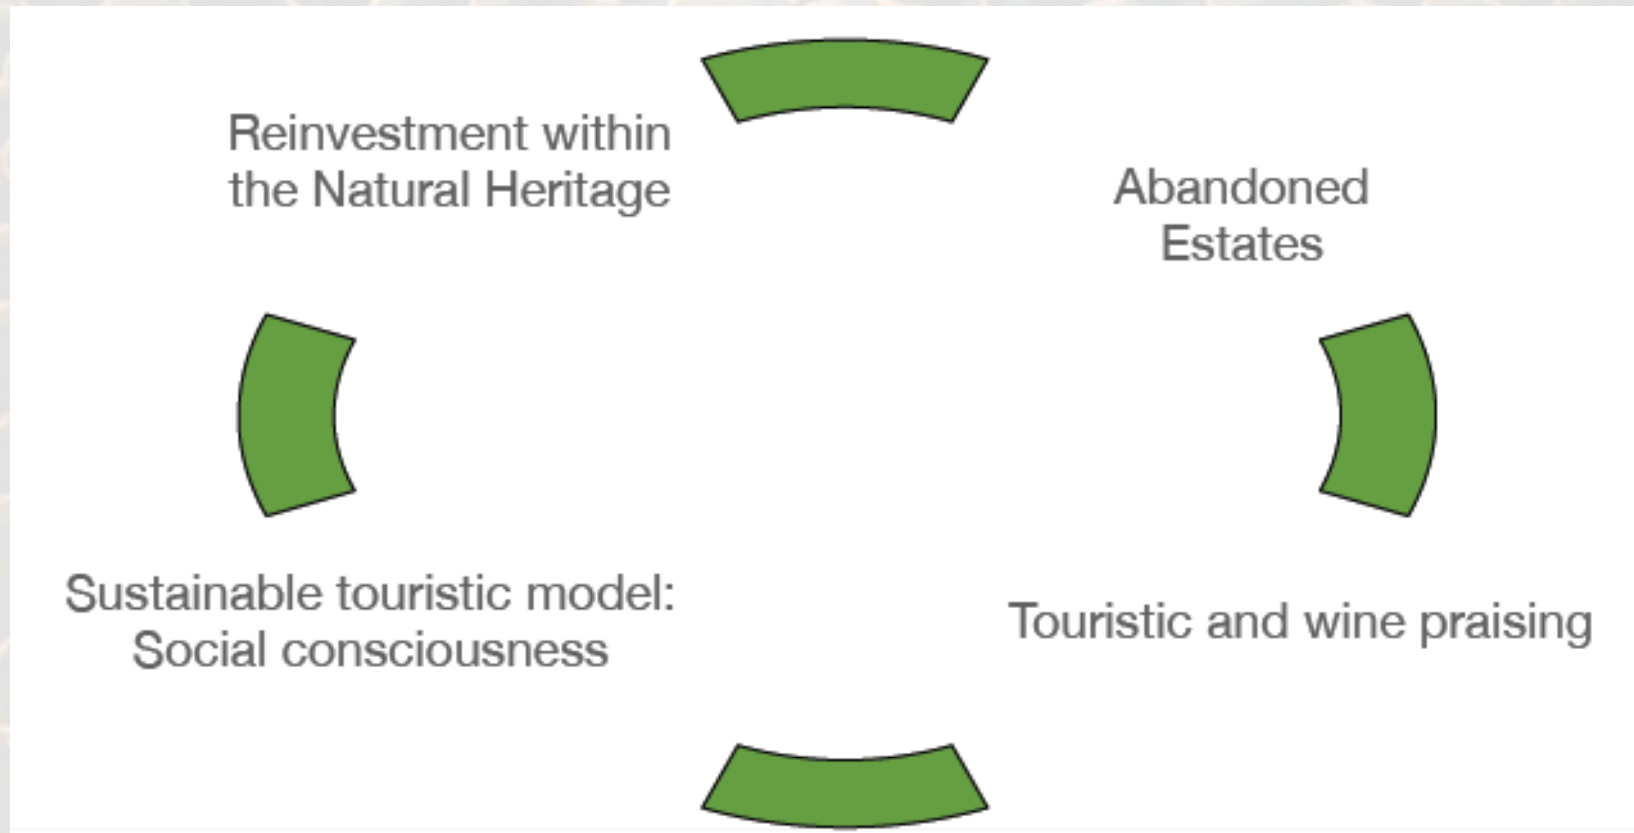 Reinvestment within
the Natural Heritage
Abandoned
Estates
Sustainable touristic model:
Social consciousness
Touristic and wine praising